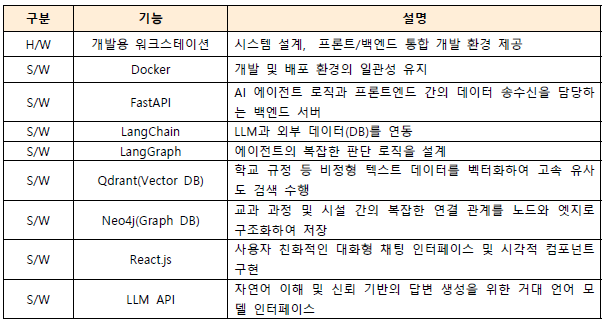 구분 기능 설명
H/W 개발용 워크스테이션 시스템 설계, 프론트/백엔드 통합 개발 환경 제공
S/W Docker 개발 및 배포 환경의 일관성 유지
S/W FastAPI AI 에이전트 로직과 프론트엔드 간의 데이터 송수신을 담당하
는 백엔드 서버
S/W LangChain LLM과 외부 데이터(DB)를 연동
S/W LangGraph 에이전트의 복잡한 판단 로직을 설계
S/W Qdrant(Vector DB) 학교 규정 등 비정형 텍스트 데이터를 벡터화하여 고속 유사
도 검색 수행
S/W Neo4j(Graph DB) 교과 과정 및 시설 간의 복잡한 연결 관계를 노드와 엣지로
구조화하여 저장
S/W React.js 사용자 친화적인 대화형 채팅 인터페이스 및 시각적 컴포넌트
구현
S/W LLM API 자연어 이해 및 신뢰 기반의 답변 생성을 위한 거대 언어 모
델 인터페이스